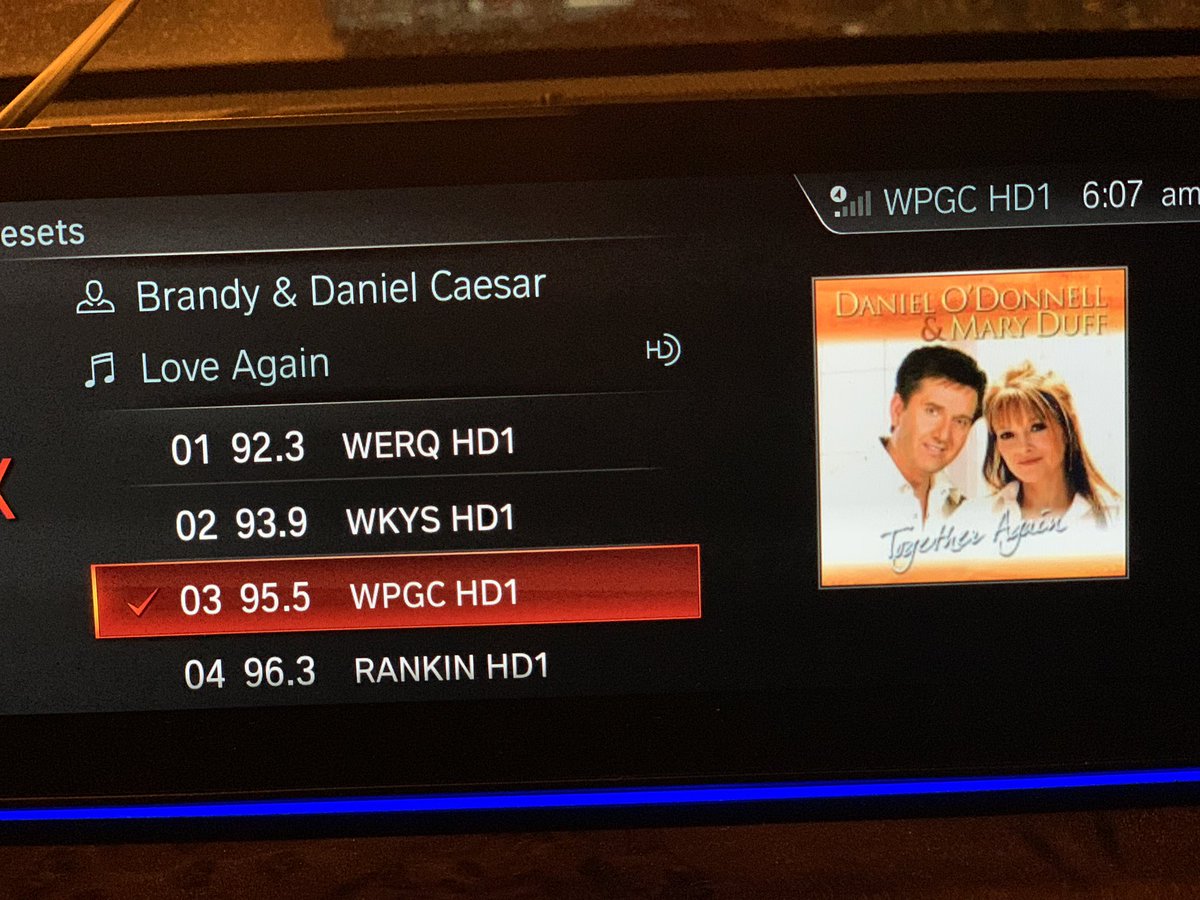 esets
WPGC HD1 6:07 am
Brandy & Daniel Caesar
Love Again
HD
01 92.3 WERQ HD1
02 93.9 WKYS HD1
03 95.5 WPGC HD1
04 96.3 RANKIN HD1
DANIEL O'DONNELL
& MARY DUFF
Together Again